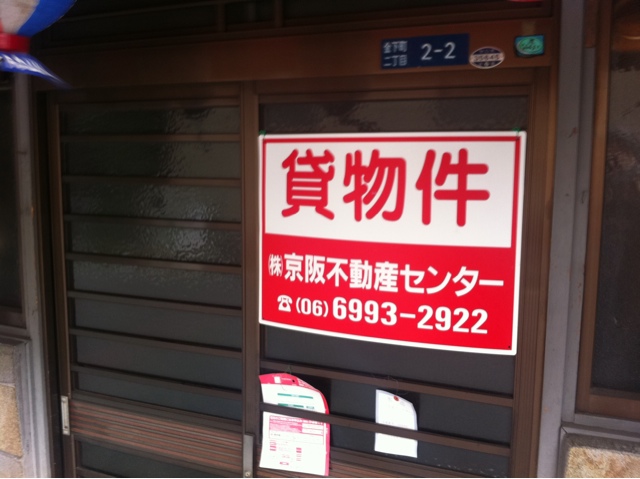 金下町
二丁目
2-2
貸物件
(株)京阪不動産センター
☎(06)6993-2922